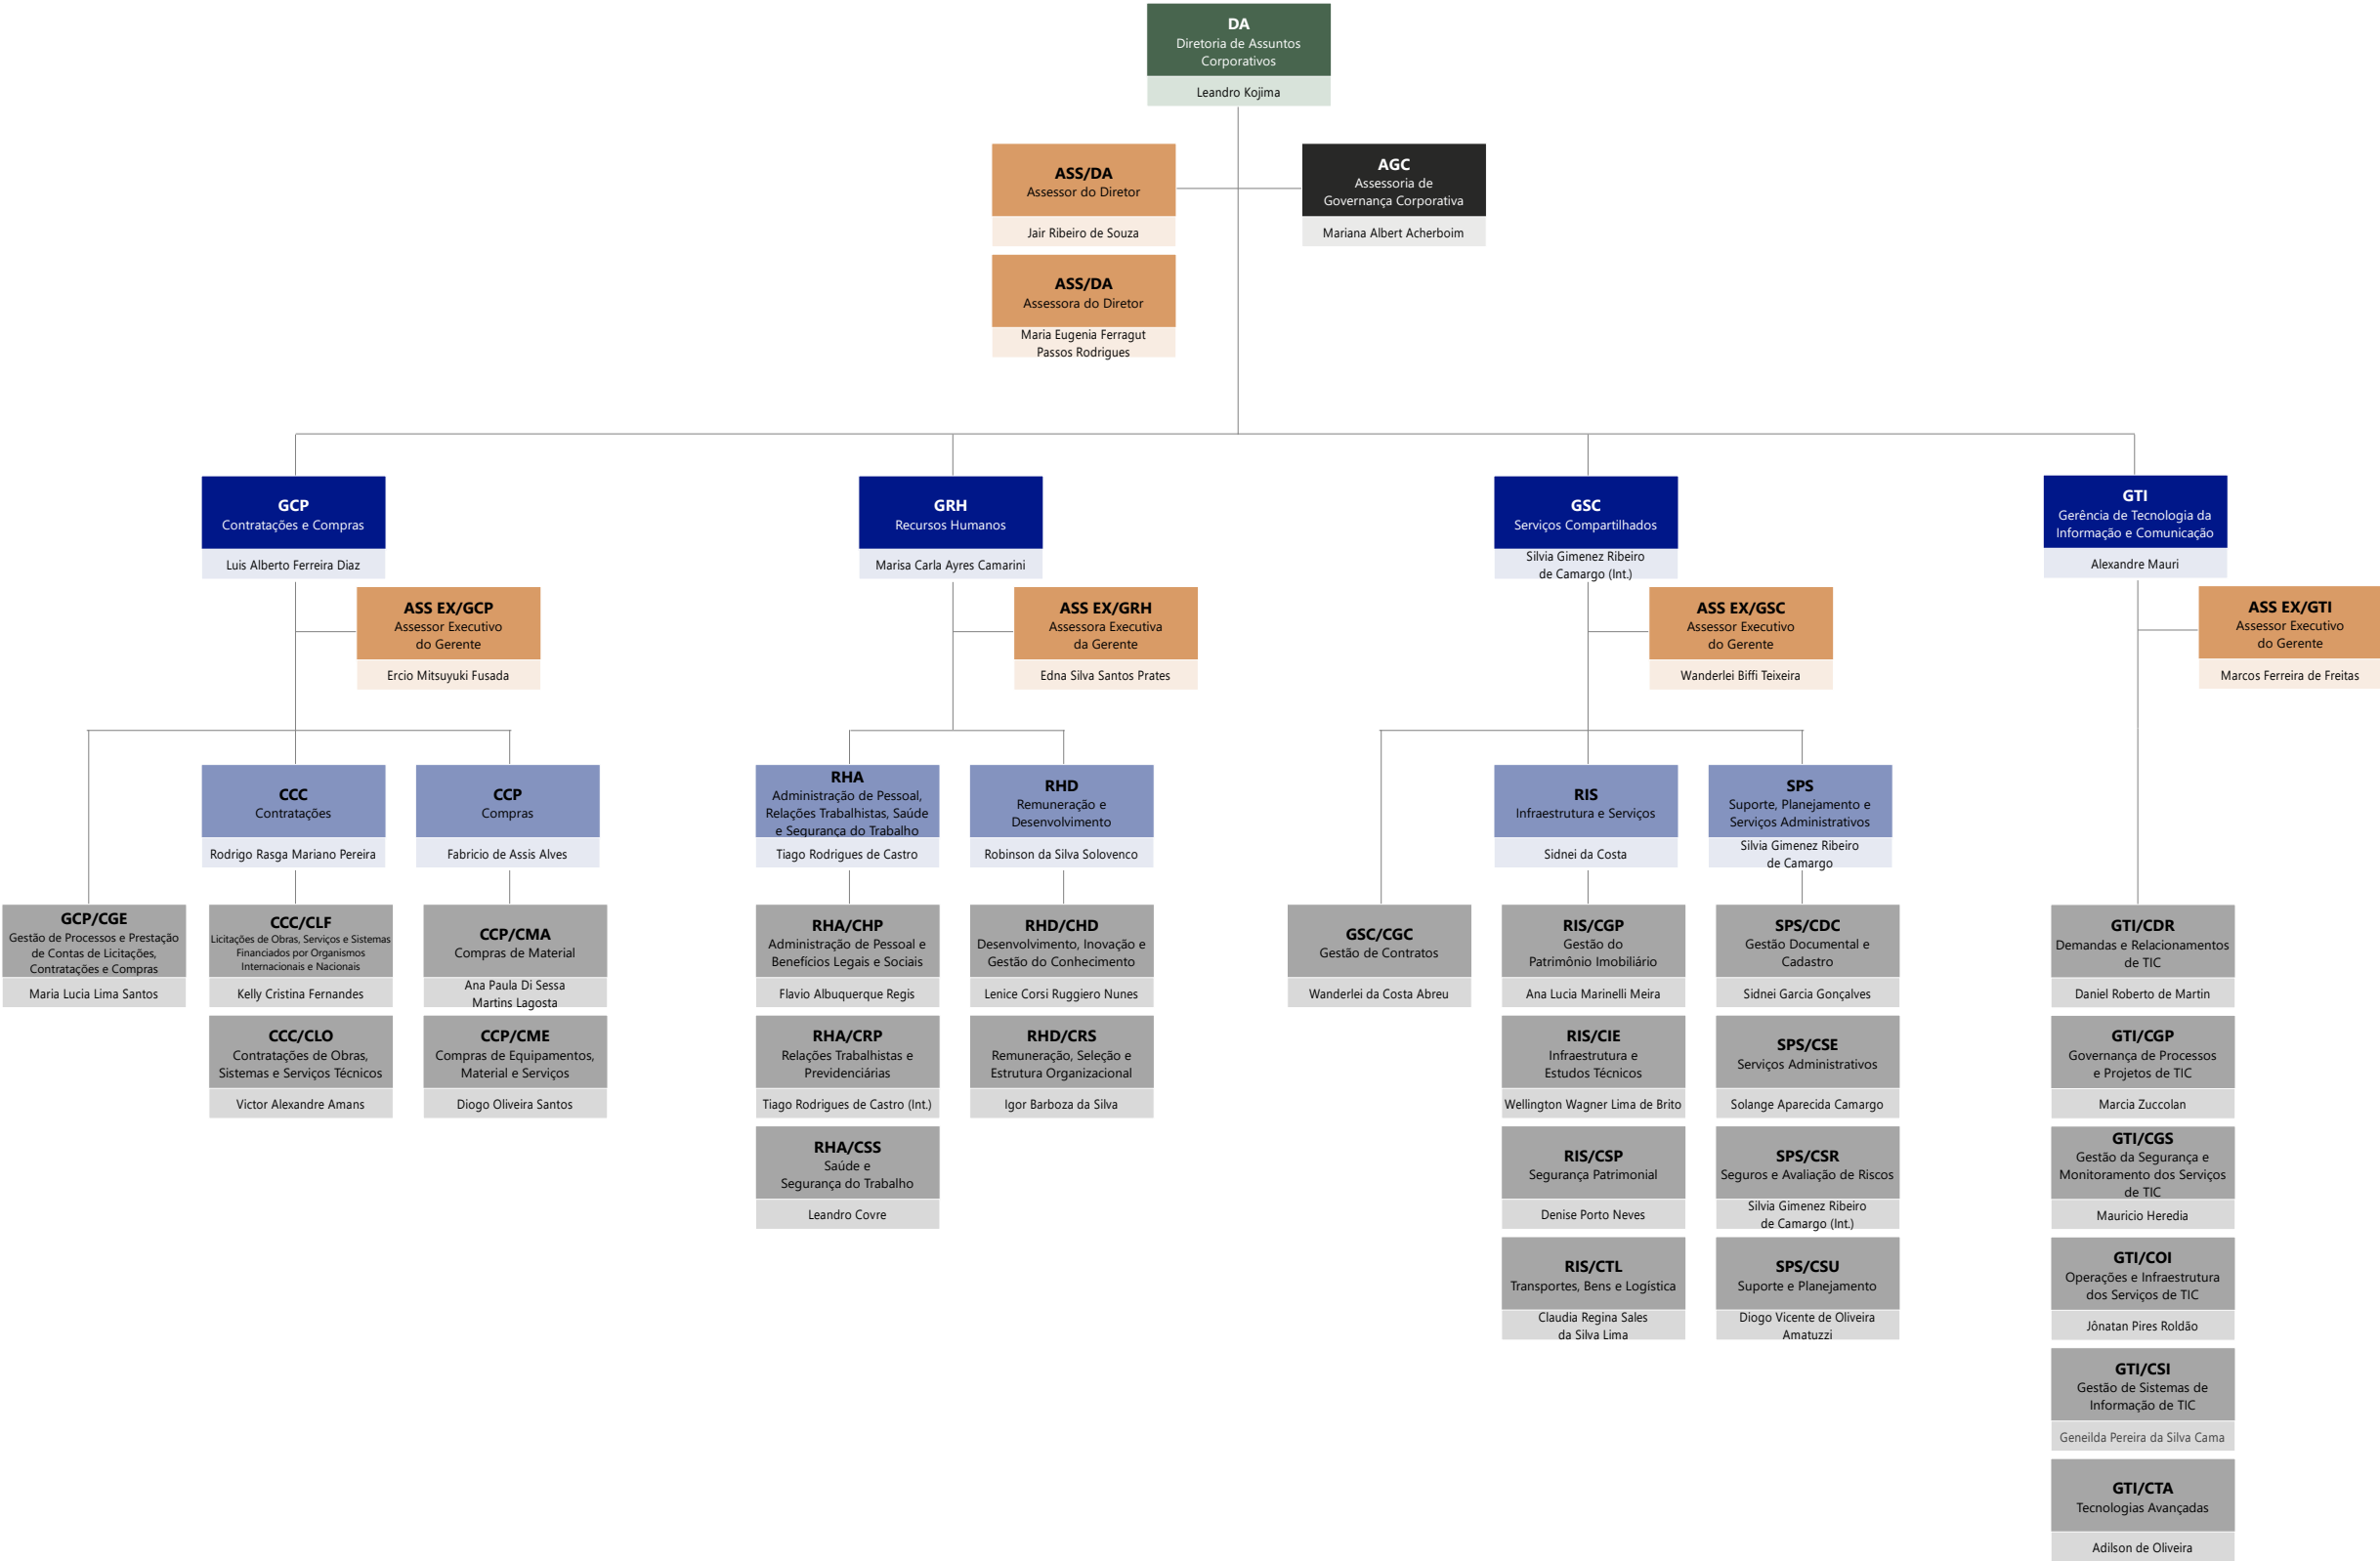 DA
Diretoria de Assuntos
Corporativos
Leandro Kojima
ASS/DA
Assessor do Diretor
Jair Ribeiro de Souza
AGC
Assessoria de
Governança Corporativa
Mariana Albert Acherboim
ASS/DA
Assessora do Diretor
Maria Eugenia Ferragut
Passos Rodrigues
GCP
Contratações e Compras
Luis Alberto Ferreira Diaz
ASS EX/GCP
Assessor Executivo
do Gerente
Ercio Mitsuyuki Fusada
CCC
Contratações
Rodrigo Rasga Mariano Pereira
CCP
Compras
Fabricio de Assis Alves
GCP/CGE
Gestão de Processos e Prestação
de Contas de Licitações,
Contratações e Compras
Maria Lucia Lima Santos
CCC/CLF
Licitações de Obras, Serviços e Sistemas
Financiados por Organismos
Internacionais e Nacionais
Kelly Cristina Fernandes
CCC/CLO
Contratações de Obras,
Sistemas e Serviços Técnicos
Victor Alexandre Amans
CCP/CMA
Compras de Material
Ana Paula Di Sessa
Martins Lagosta
CCP/CME
Compras de Equipamentos,
Material e Serviços
Diogo Oliveira Santos
GRH
Recursos Humanos
Marisa Carla Ayres Camarini
ASS EX/GRH
Assessora Executiva
da Gerente
Edna Silva Santos Prates
RHA
Administração de Pessoal,
Relações Trabalhistas, Saúde
e Segurança do Trabalho
Tiago Rodrigues de Castro
RHD
Remuneração e
Desenvolvimento
Robinson da Silva Solovenco
RHA/CHP
Administração de Pessoal e
Benefícios Legais e Sociais
Flavio Albuquerque Regis
RHA/CRP
Relações Trabalhistas e
Previdenciárias
Tiago Rodrigues de Castro (Int.)
RHA/CSS
Saúde e
Segurança do Trabalho
Leandro Covre
RHD/CHD
Desenvolvimento, Inovação e
Gestão do Conhecimento
Lenice Corsi Ruggiero Nunes
RHD/CRS
Remuneração, Seleção e
Estrutura Organizacional
Igor Barboza da Silva
GSC
Serviços Compartilhados
Silvia Gimenez Ribeiro
de Camargo (Int.)
ASS EX/GSC
Assessor Executivo
do Gerente
Wanderlei Biffi Teixeira
RIS
Infraestrutura e Serviços
Sidnei da Costa
SPS
Suporte, Planejamento e
Serviços Administrativos
Silvia Gimenez Ribeiro
de Camargo
GSC/CGC
Gestão de Contratos
Wanderlei da Costa Abreu
RIS/CGP
Gestão do
Patrimônio Imobiliário
Ana Lucia Marinelli Meira
RIS/CIE
Infraestrutura e
Estudos Técnicos
Wellington Wagner Lima de Brito
RIS/CSP
Segurança Patrimonial
Denise Porto Neves
RIS/CTL
Transportes, Bens e Logística
Claudia Regina Sales
da Silva Lima
SPS/CDC
Gestão Documental e
Cadastro
Sidnei Garcia Gonçalves
SPS/CSE
Serviços Administrativos
Solange Aparecida Camargo
SPS/CSR
Seguros e Avaliação de Riscos
Silvia Gimenez Ribeiro
de Camargo (Int.)
SPS/CSU
Suporte e Planejamento
Diogo Vicente de Oliveira
Amatuzzi
GTI
Gerência de Tecnologia da
Informação e Comunicação
Alexandre Mauri
ASS EX/GTI
Assessor Executivo
do Gerente
Marcos Ferreira de Freitas
GTI/CDR
Demandas e Relacionamentos
de TIC
Daniel Roberto de Martin
GTI/CGP
Governança de Processos
e Projetos de TIC
Marcia Zuccolan
GTI/CGS
Gestão da Segurança e
Monitoramento dos Serviços
de TIC
Mauricio Heredia
GTI/COI
Operações e Infraestrutura
dos Serviços de TIC
Jônatan Pires Roldão
GTI/CSI
Gestão de Sistemas de
Informação de TIC
Geneilda Pereira da Silva Cama
GTI/CTA
Tecnologias Avançadas
Adilson de Oliveira